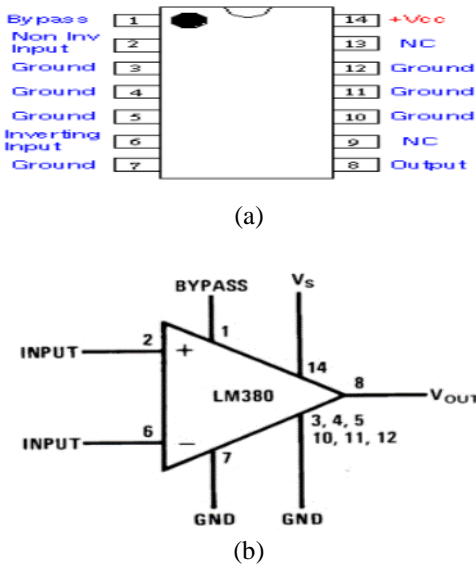 Bypass 1 14 +Vcc
Non Inv
Input 2 13 NC
Ground 3 12 Ground
Ground 4 11 Ground
Ground 5 10 Ground
Inverting
Input 6 9 NC
Ground 7 8 Output
(a)
BYPASS VS
1
2 INPUT +
14
LM380 8 VOUT
3, 4, 5
10, 11, 12
6 INPUT –
7
GND GND
(b)